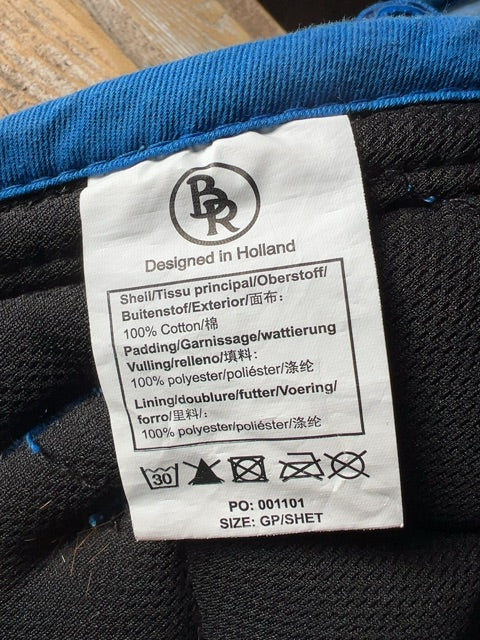 BR
Designed in Holland
Shell/Tissu principal/Oberstoff/
Buitenstof/Exterior/面布：
100% Cotton/棉
Padding/Garnissage/wattierung
Vulling/relleno/填料：
100% polyester/poliéster/涤纶
Lining/doublure/futter/Voering/
forro/里料/：
100% polyester/poliéster/涤纶
30
PO: 001101
SIZE: GP/SHET